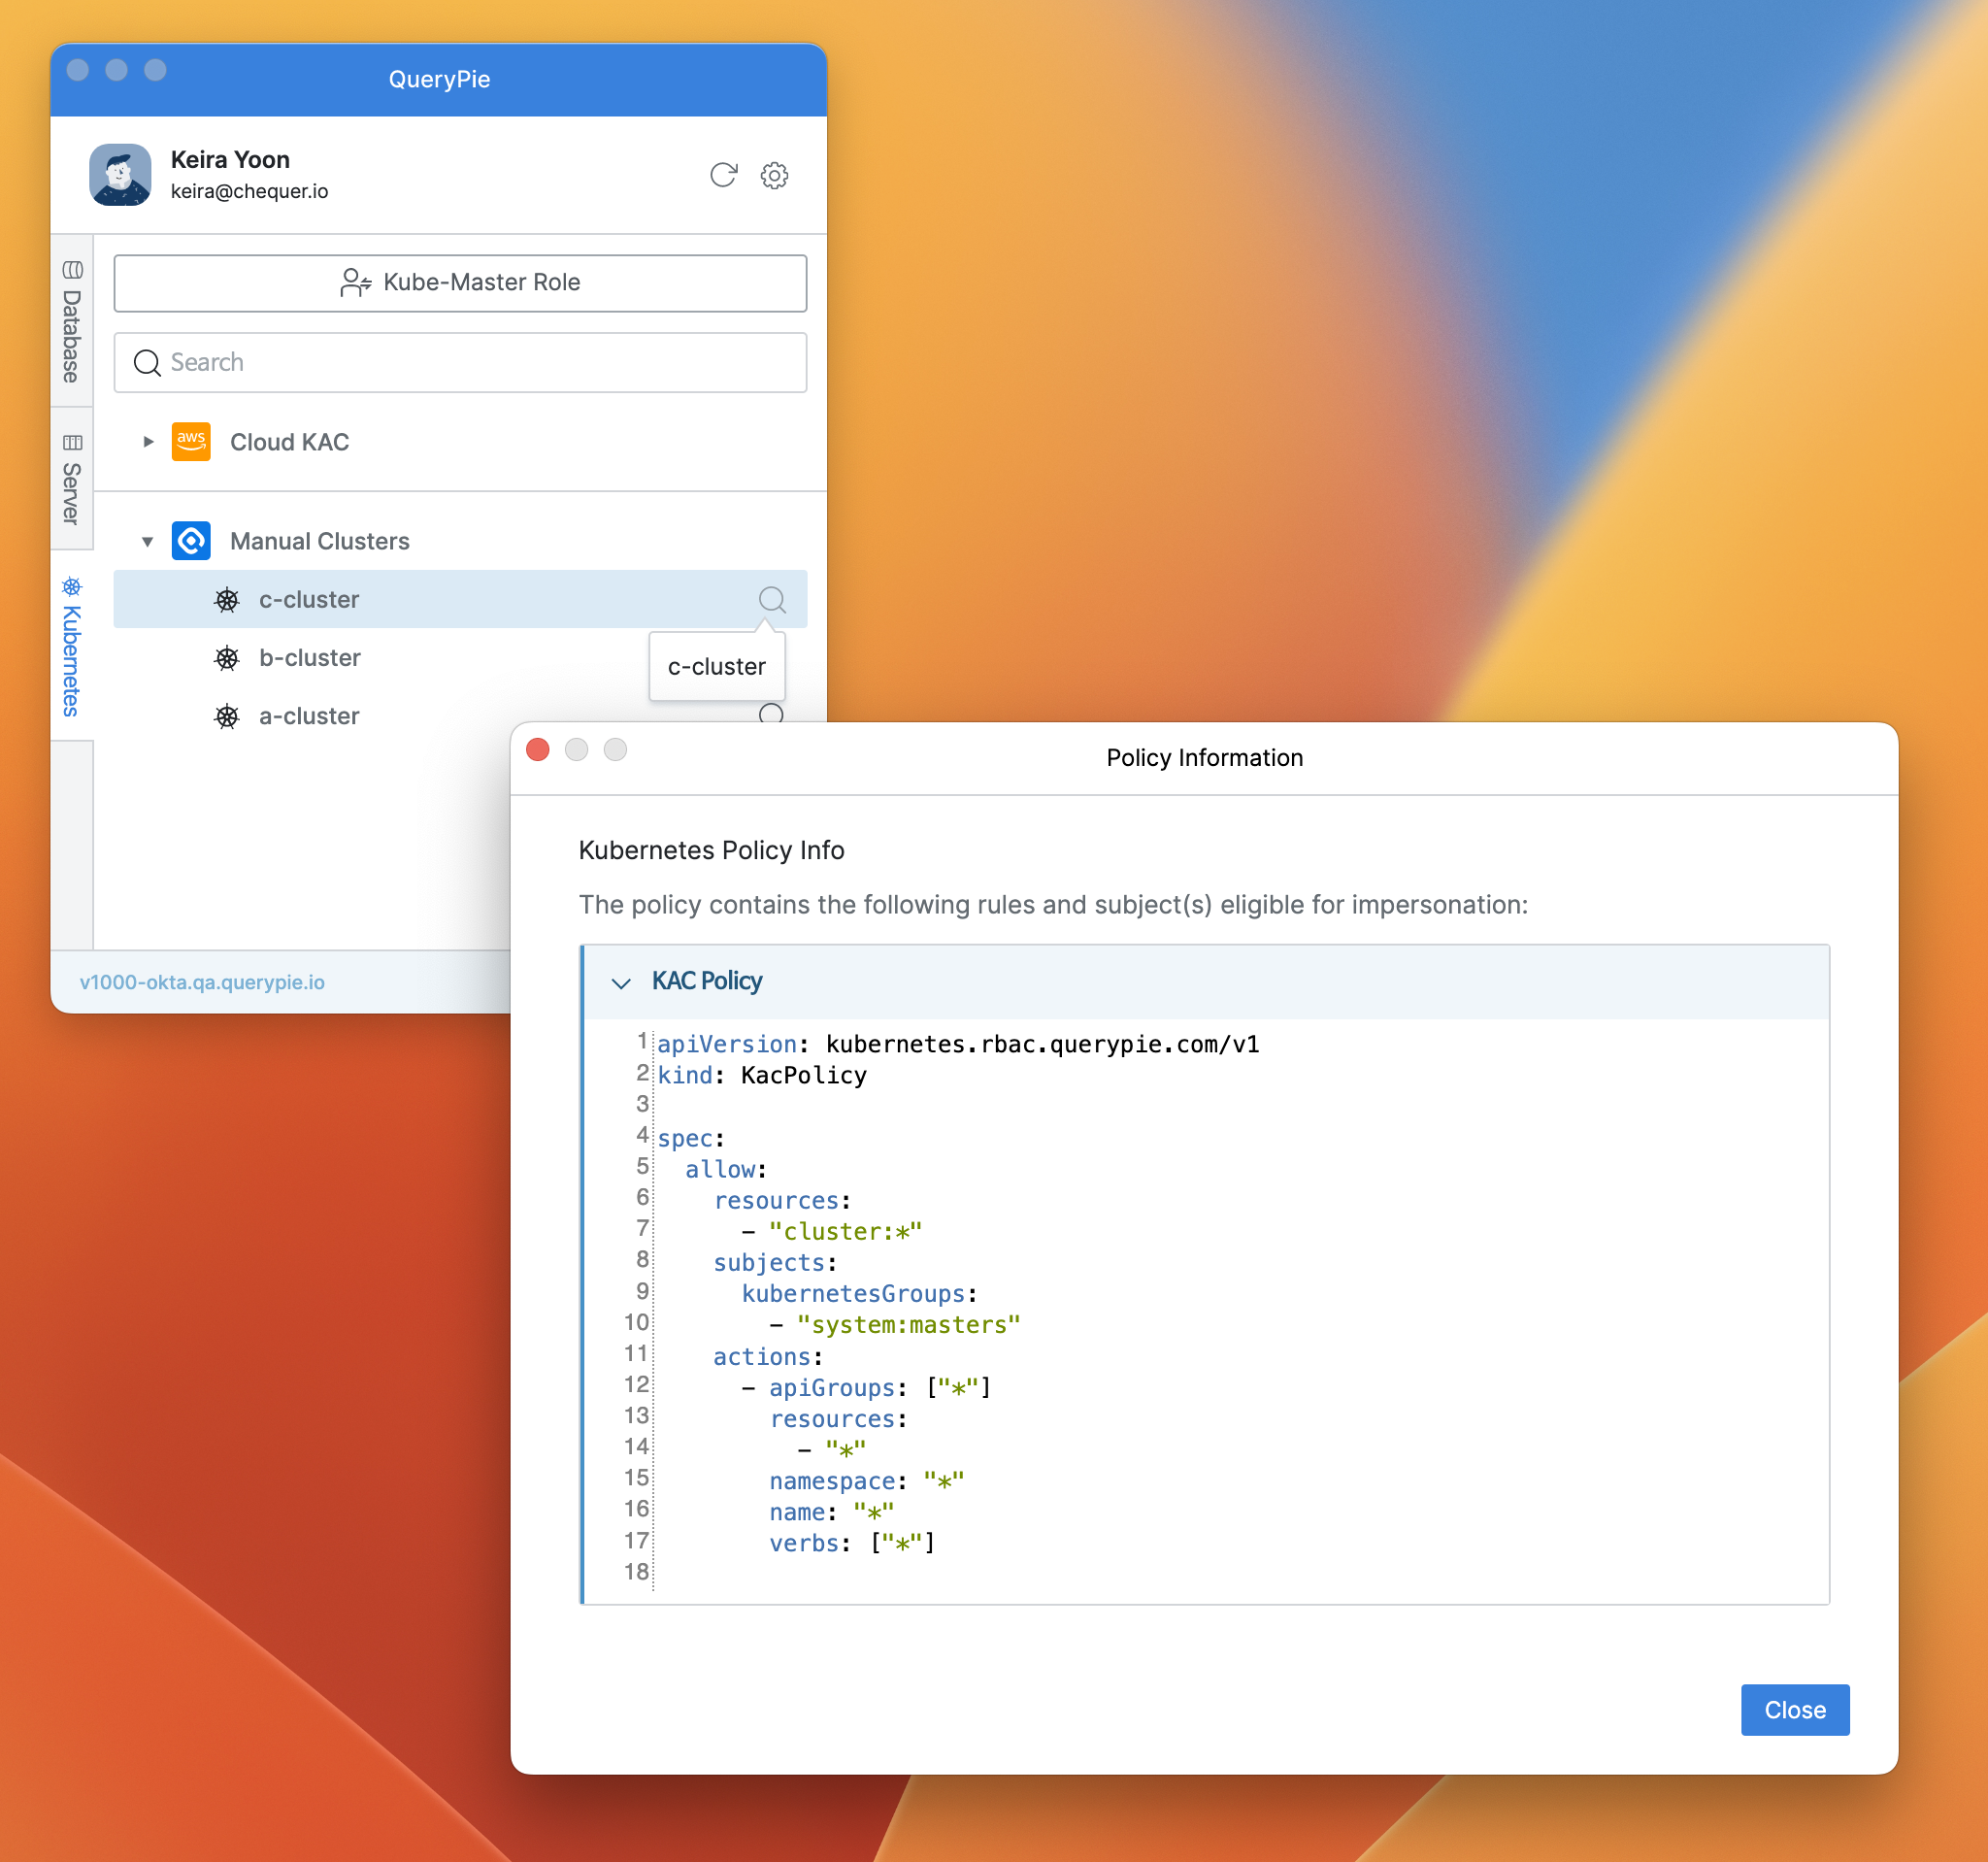 QueryPie
Keira Yoon
keira@chequer.io
Database
Server
Kubernetes
Kube-Master Role
Search
aws
Cloud KAC
Manual Clusters
c-cluster
b-cluster
c-cluster
a-cluster
v1000-okta.qa.querypie.io
Policy Information
Kubernetes Policy Info
The policy contains the following rules and subject(s) eligible for impersonation:
KAC Policy
1 apiVersion: kubernetes.rbac.querypie.com/v1
2 kind: KacPolicy
3
4 spec:
5   allow:
6     resources:
7       - "cluster:*"
8     subjects:
9       kubernetesGroups:
10         - "system:masters"
11     actions:
12       - apiGroups: ["*"]
13         resources:
14           - "*"
15         namespace: "*"
16         name: "*"
17         verbs: ["*"]
18
Close